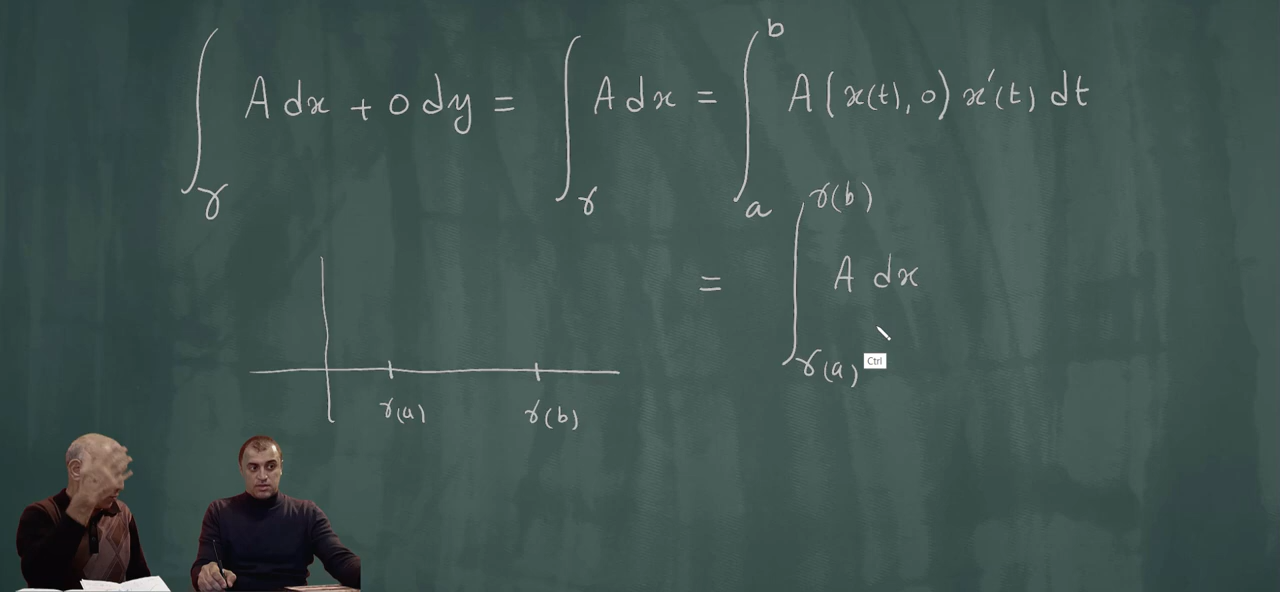 ∫_γ A dx + 0 dy = ∫_γ A dx = ∫_a^b A(x(t), 0) x'(t) dt
= ∫_{γ(a)}^{γ(b)} A dx
Ctrl
γ(a) γ(b)